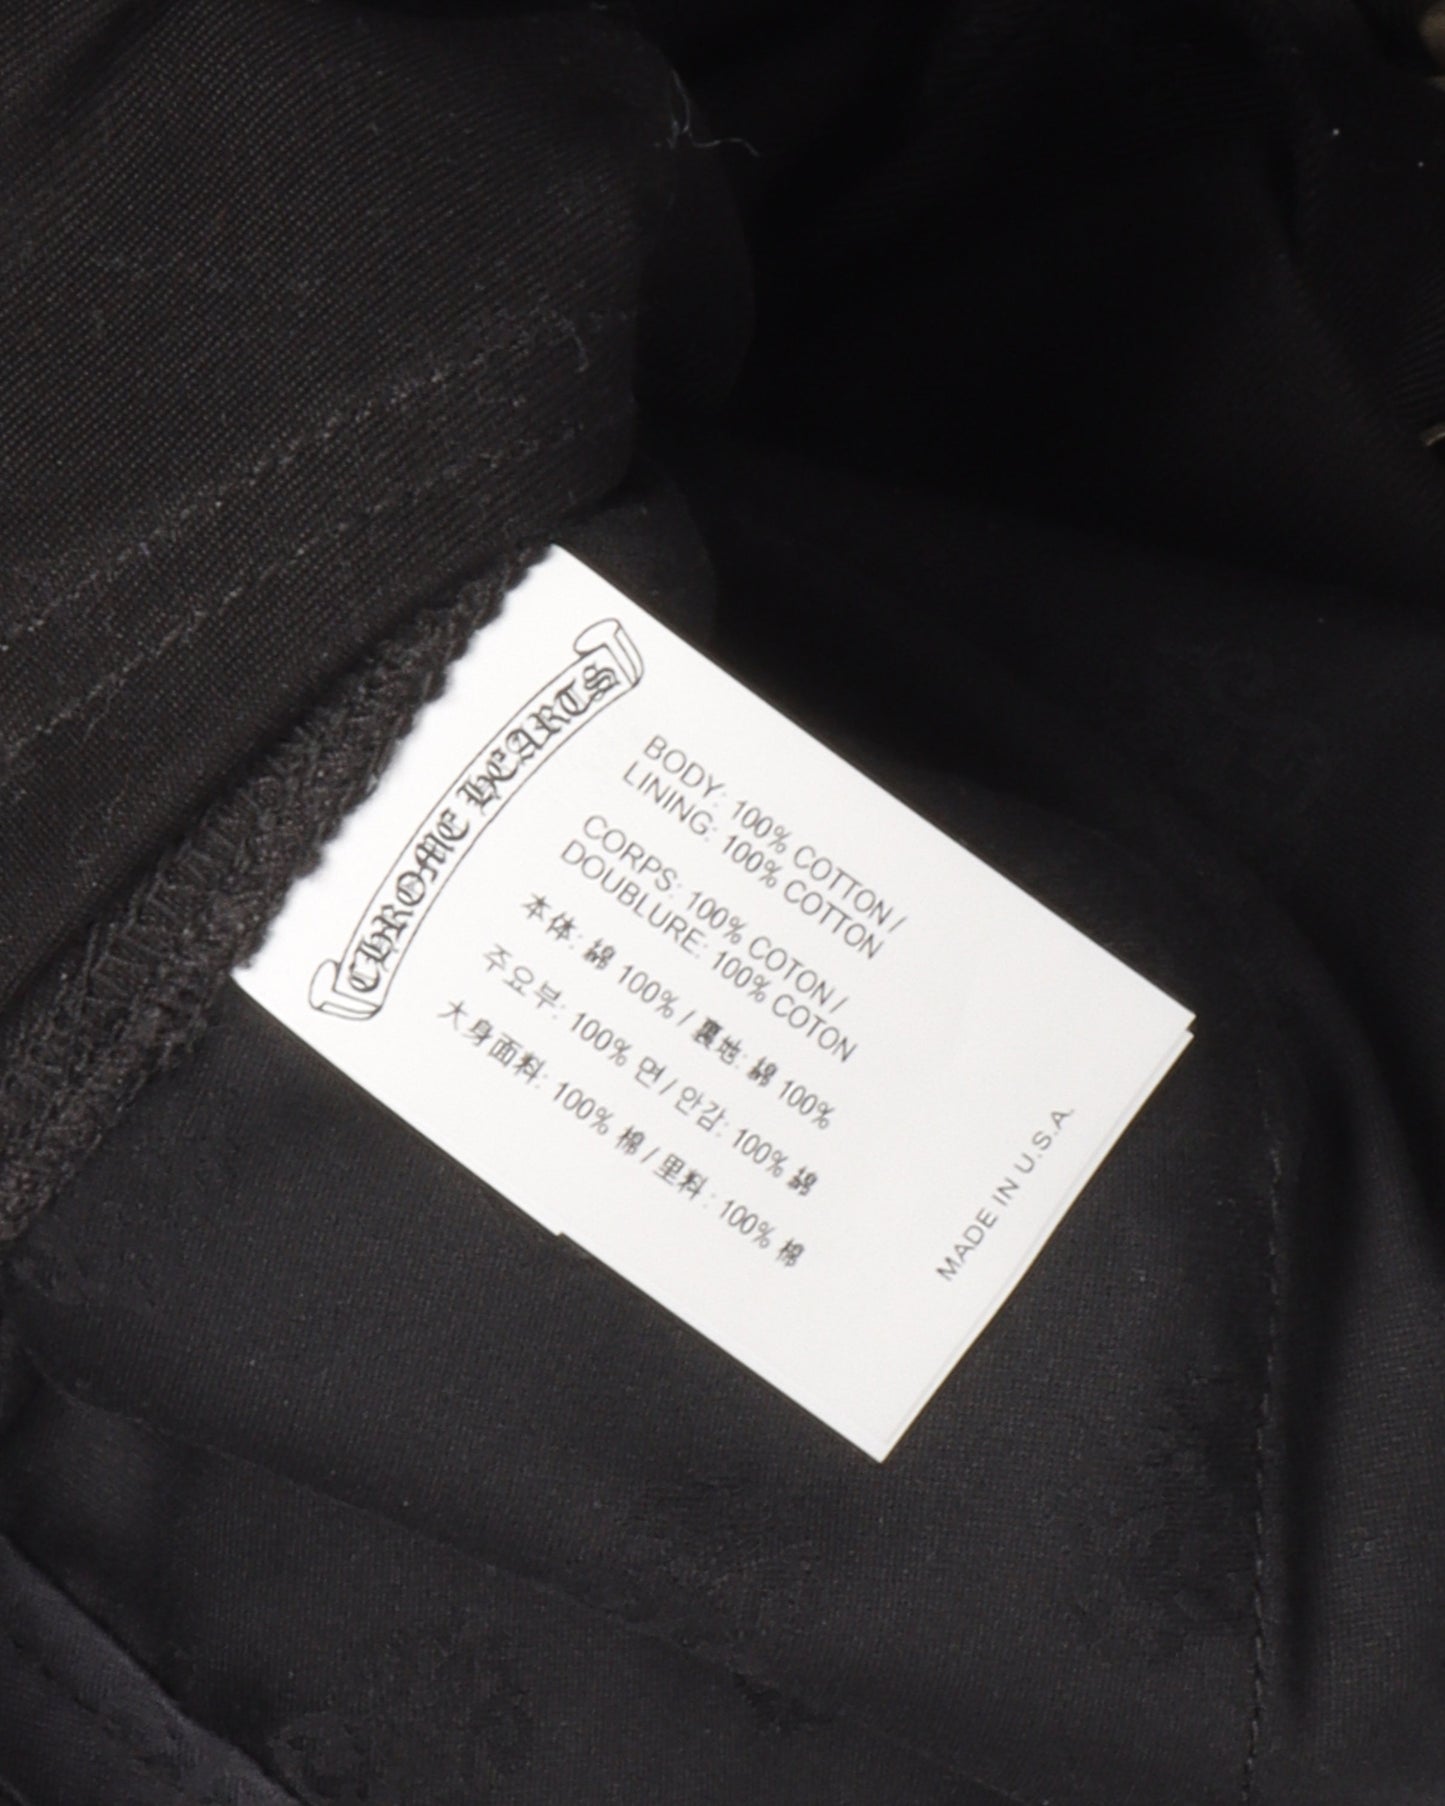 CHROME HEARTS
BODY: 100% COTTON /
LINING: 100% COTTON
CORPS: 100% COTON /
DOUBLURE: 100% COTON
本体: 綿 100% / 裏地: 綿 100%
주요부: 100% 면 / 안감: 100% 綿
大身面料: 100% 棉 / 里料: 100% 棉
MADE IN U.S.A.